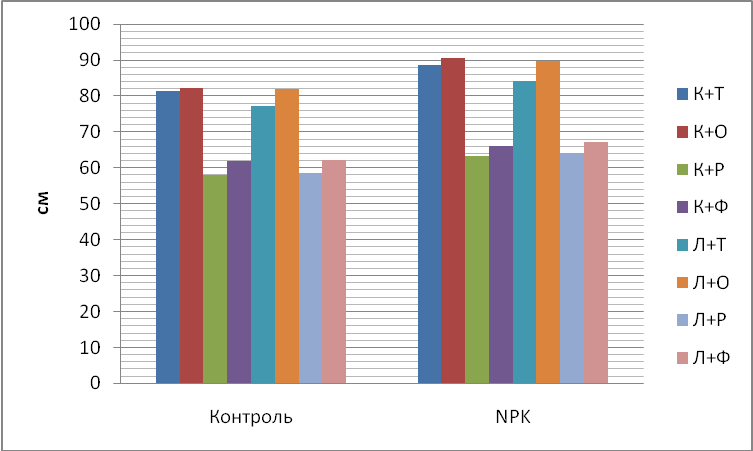 100
90
80
70
60
50
40
30
20
10
0
см
Контроль
NPK
К+Т
К+О
К+Р
К+Ф
Л+Т
Л+О
Л+Р
Л+Ф